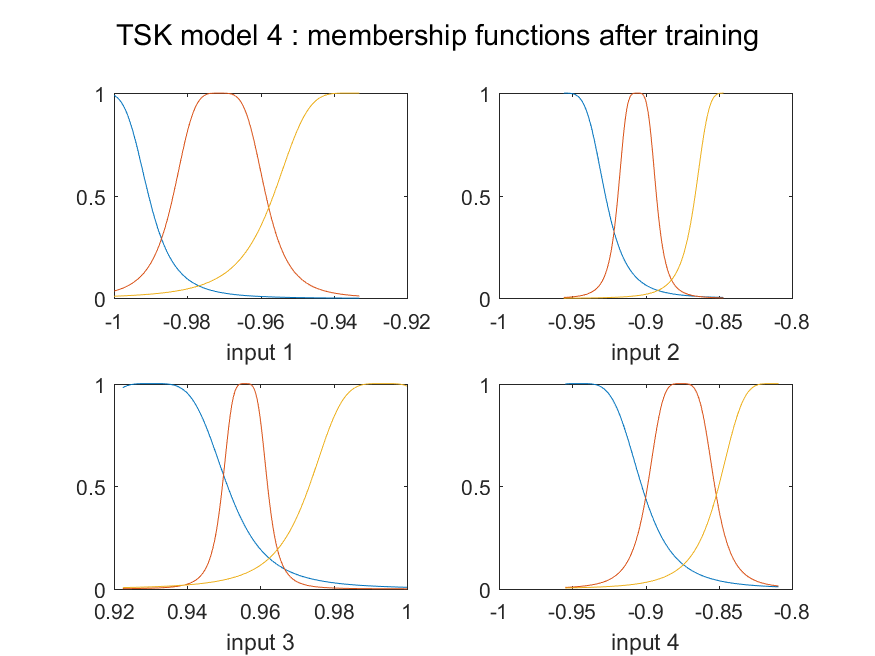 TSK model 4 : membership functions after training
1
0.5
0
-1 -0.98 -0.96 -0.94 -0.92
input 1
1
0.5
0
-1 -0.95 -0.9 -0.85 -0.8
input 2
1
0.5
0
0.92 0.94 0.96 0.98 1
input 3
1
0.5
0
-1 -0.95 -0.9 -0.85 -0.8
input 4